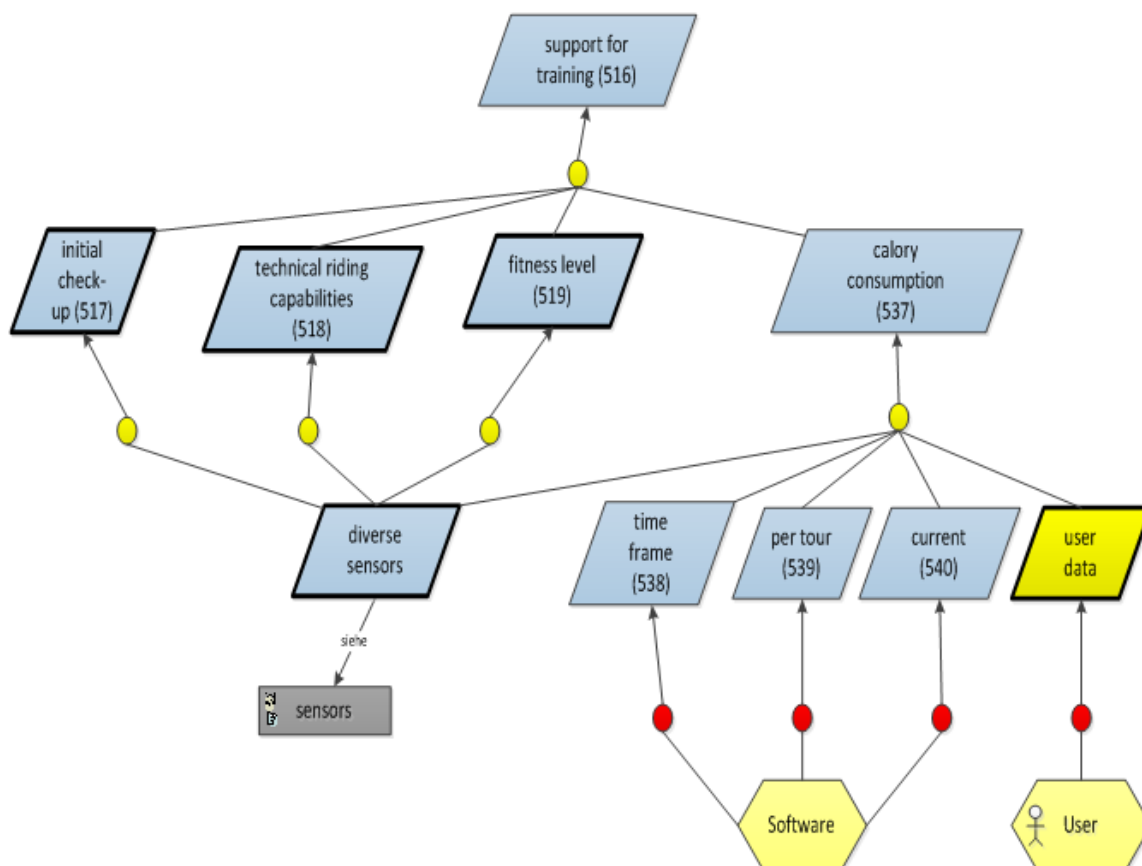 support for
training (516)
initial
check-
up (517)
technical riding
capabilities
(518)
fitness level
(519)
calory
consumption
(537)
diverse
sensors
time
frame
(538)
per tour
(539)
current
(540)
user
data
siehe
sensors
Software
User